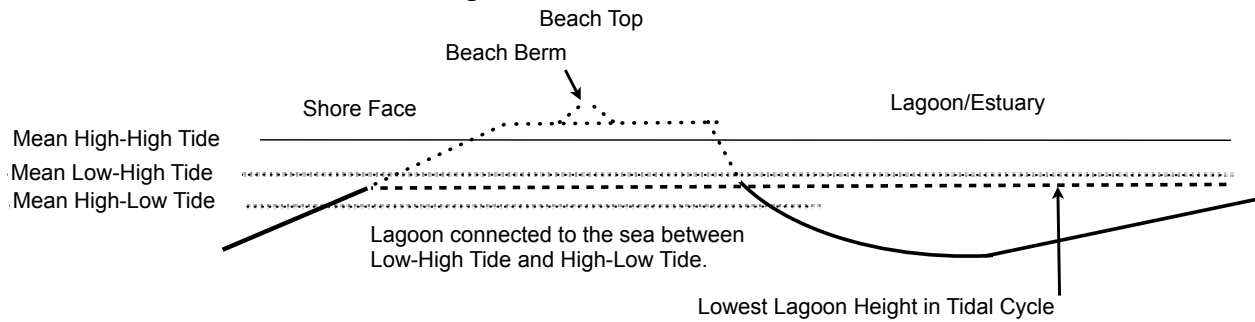 Beach Top
Beach Berm
Shore Face
Lagoon/Estuary
Mean High-High Tide
Mean Low-High Tide
Mean High-Low Tide
Lagoon connected to the sea between
Low-High Tide and High-Low Tide.
Lowest Lagoon Height in Tidal Cycle